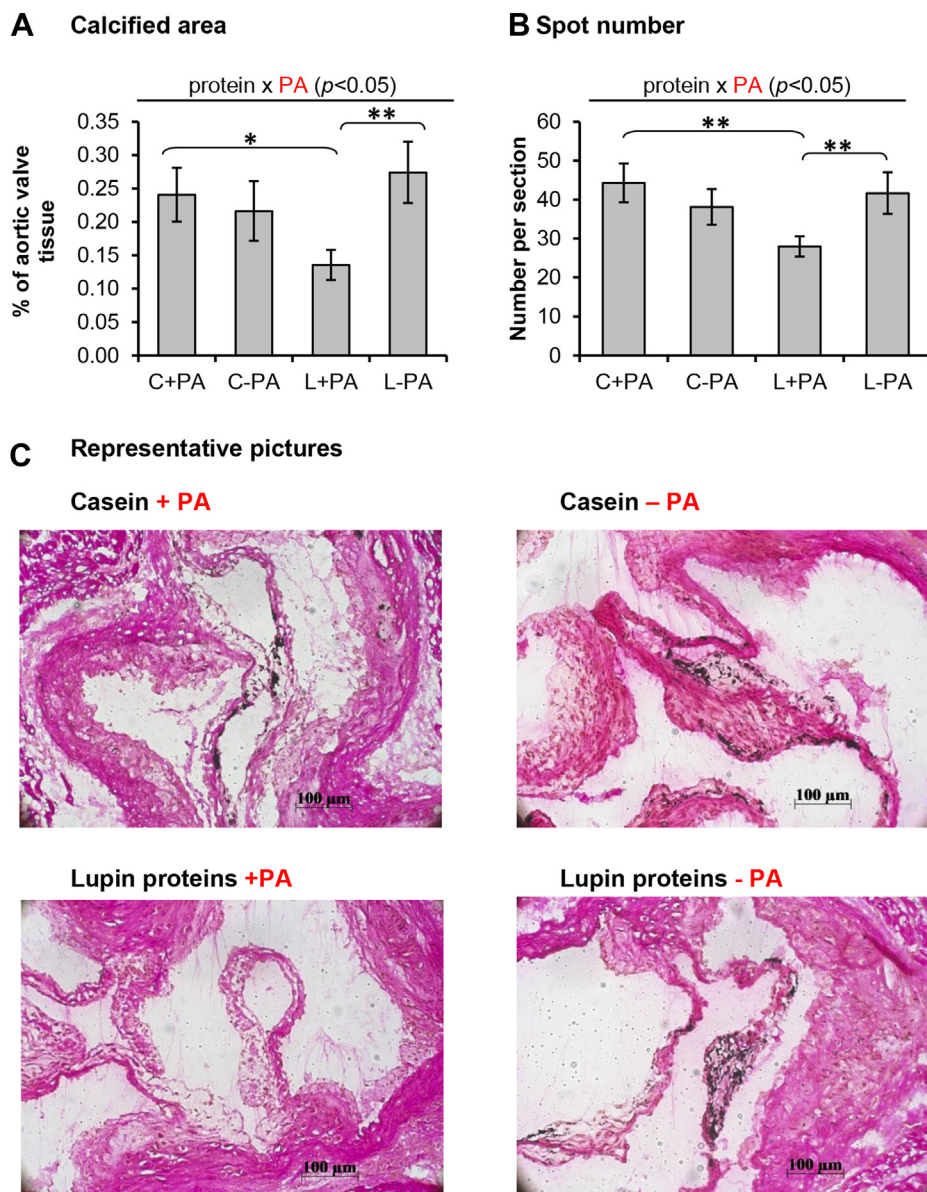 A Calcified area
protein x PA (p<0.05)
0.35
0.30
0.25
0.20
0.15
0.10
0.05
0.00
% of aortic valve
tissue
*
**
C+PA C-PA L+PA L-PA
B Spot number
protein x PA (p<0.05)
60
50
40
30
20
10
0
Number per section
**
**
C+PA C-PA L+PA L-PA
C Representative pictures
Casein + PA
100 µm
Casein – PA
100 µm
Lupin proteins +PA
100 µm
Lupin proteins - PA
100 µm